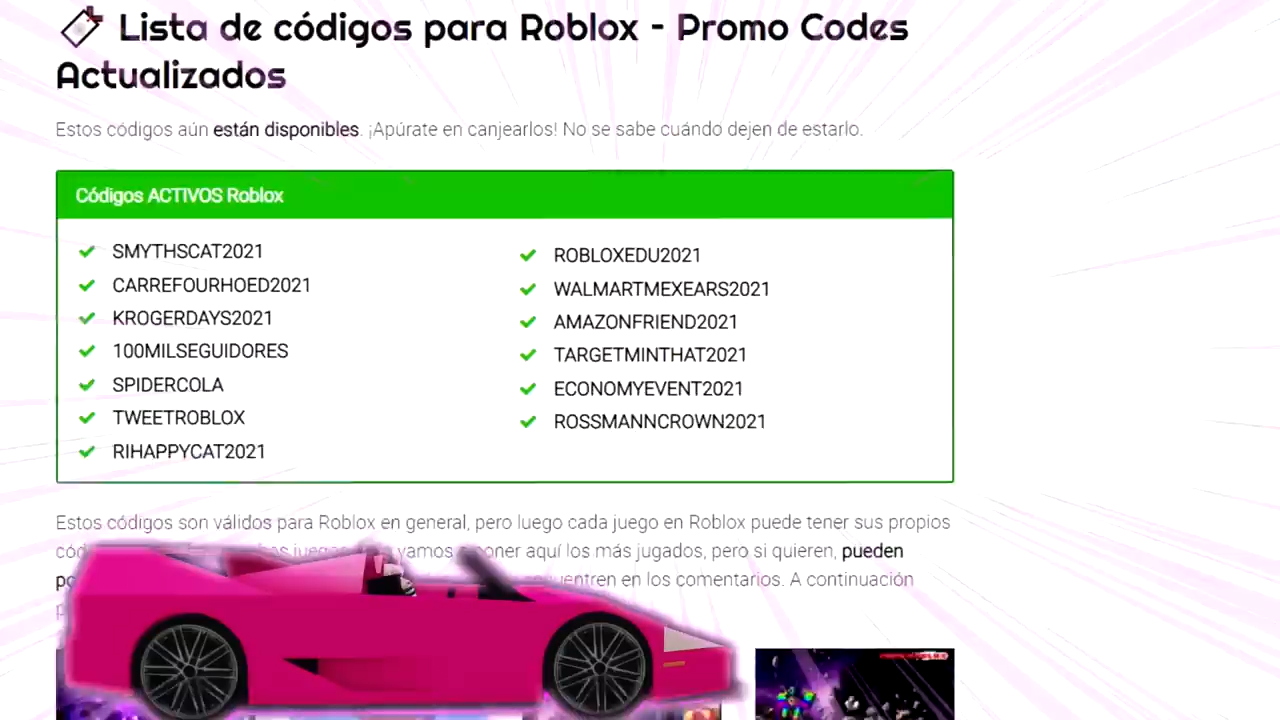 Lista de códigos para Roblox - Promo Codes
Actualizados
Estos códigos aún están disponibles. ¡Apúrate en canjearlos! No se sabe cuándo dejen de estarlo.
Códigos ACTIVOS Roblox
SMYTHSCAT2021
CARREFOURHOED2021
KROGERDAYS2021
100MILSEGUIDORES
SPIDERCOLA
TWEETROBLOX
RIHAPPYCAT2021
ROBLOXEDU2021
WALMARTMEXEARS2021
AMAZONFRIEND2021
TARGETMINTHAT2021
ECONOMYEVENT2021
ROSSMANNCROWN2021
Estos códigos son válidos para Roblox en general, pero luego cada juego en Roblox puede tener sus propios
vamos poner aquí los más jugados, pero si quieren, pueden
en los comentarios. A continuación